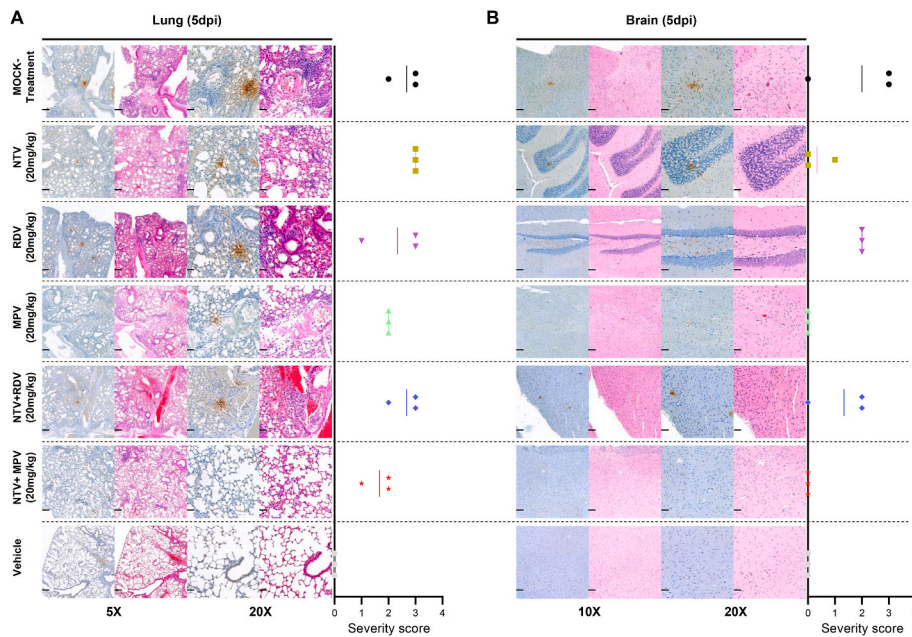 A
Lung (5dpi)
B
Brain (5dpi)
MOCK-
Treatment
NTV
(20mg/kg)
RDV
(20mg/kg)
MPV
(20mg/kg)
NTV+RDV
(20mg/kg)
NTV+ MPV
(20mg/kg)
Vehicle
5X
20X
0 1 2 3 4
Severity score
10X
20X
0 1 2 3
Severity score